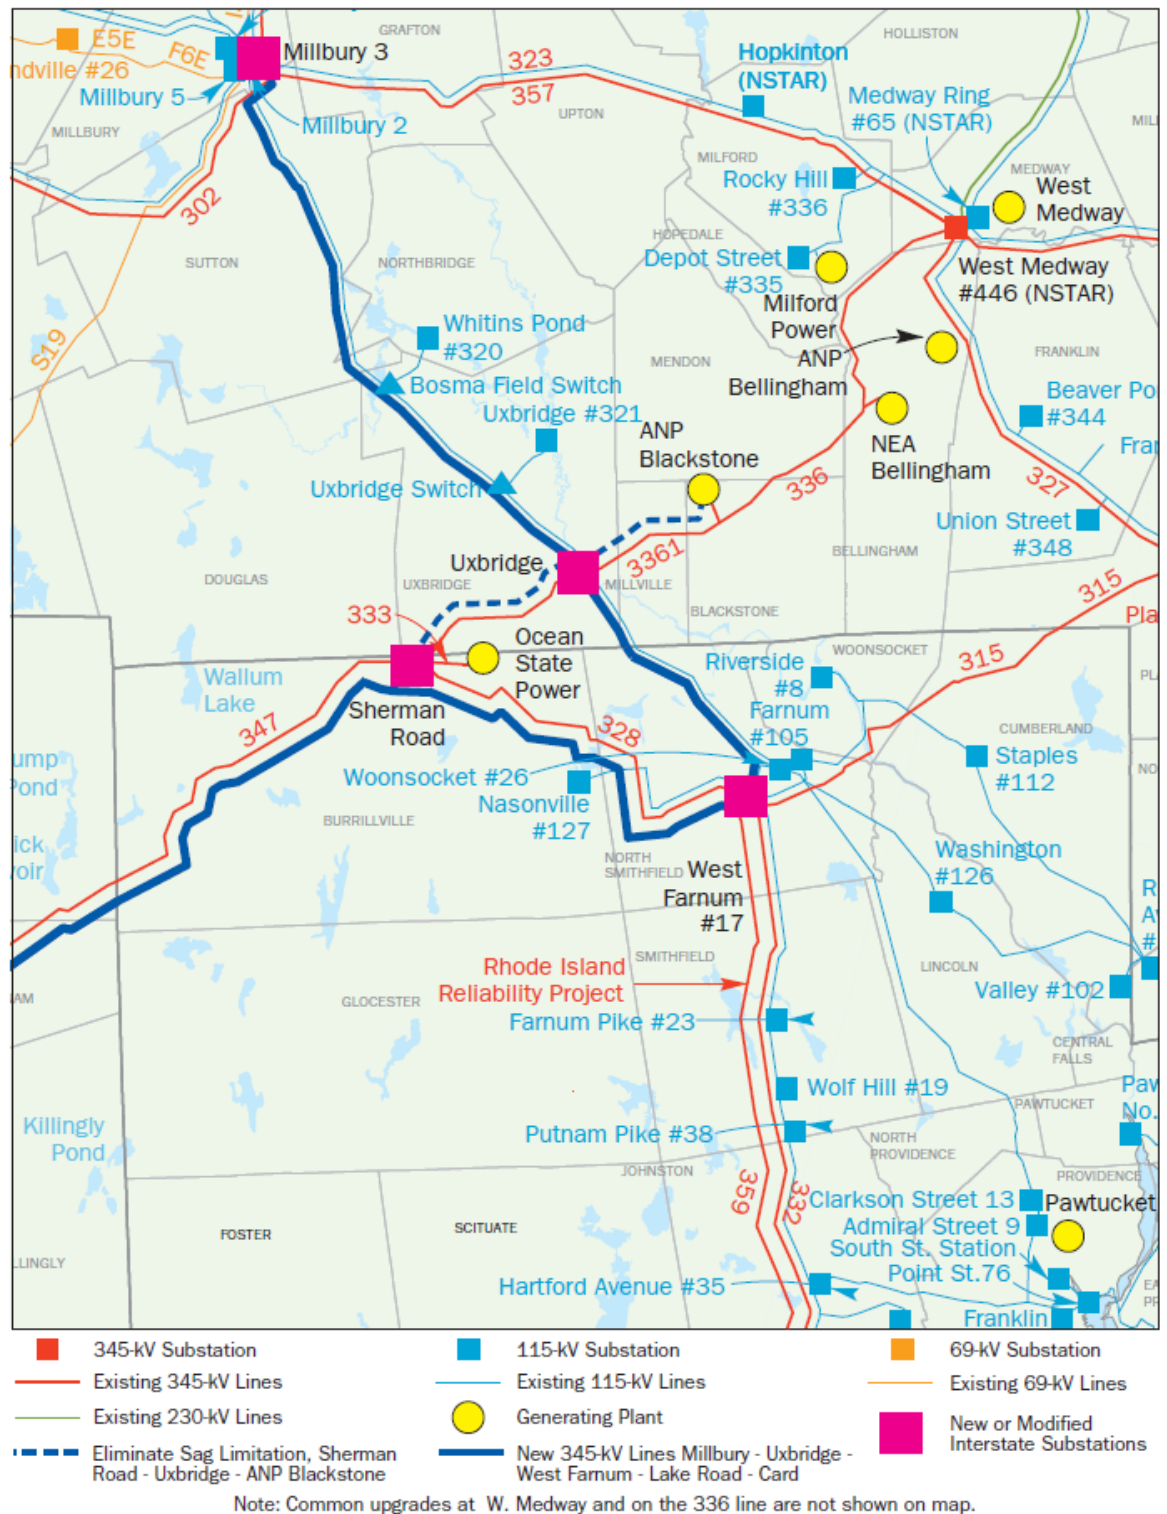 GRAFTON
HOLLISTON
E5E
F6E
ndville #26
Millbury 3
Millbury 5
Millbury 2
MILLBURY
323
357
UPTON
Hopkinton
(NSTAR)
Medway Ring
#65 (NSTAR)
MILFORD
MEDWAY
Rocky Hill
#336
West
Medway
302
SUTTON
NORTHBRIDGE
HOPEDALE
Depot Street
#335
West Medway
#446 (NSTAR)
Milford
Power
S19
Whitins Pond
#320
ANP
Bellingham
MENDON
FRANKLIN
Bosma Field Switch
Uxbridge #321
Beaver Po
#344
ANP
Blackstone
NEA
Bellingham
Fran
Uxbridge Switch
336
327
Union Street
#348
Uxbridge
3361
BELLINGHAM
DOUGLAS
UXBRIDGE
MILLVILLE
BLACKSTONE
315
333
Pla
Ocean
State
Power
WOONSOCKET
315
Riverside
#8
Wallum
Lake
Sherman
Road
347
328
Farnum
#105
CUMBERLAND
ump
Pond
Woonsocket #26
Staples
#112
NO
Nasonville
#127
BURRILLVILLE
ick
voir
NORTH
SMITHFIELD
West
Farnum
#17
Washington
#126
R
#
SMITHFIELD
Rhode Island
Reliability Project
LINCOLN
Valley #102
GLOCESTER
Farnum Pike #23
CENTRAL
FALLS
Wolf Hill #19
PAWTUCKET
Paw
No.
Killingly
Pond
Putnam Pike #38
NORTH
PROVIDENCE
JOHNSTON
PROVIDENCE
359
332
Clarkson Street 13
Pawtucket
Admiral Street 9
FOSTER
SCITUATE
South St. Station
Point St.76
LLINGLY
Hartford Avenue #35
Franklin
345-kV Substation
115-kV Substation
69-kV Substation
Existing 345-kV Lines
Existing 115-kV Lines
Existing 69-kV Lines
Existing 230-kV Lines
Generating Plant
New or Modified
Interstate Substations
Eliminate Sag Limitation, Sherman
Road - Uxbridge - ANP Blackstone
New 345-kV Lines Millbury - Uxbridge -
West Farnum - Lake Road - Card
Note: Common upgrades at W. Medway and on the 336 line are not shown on map.